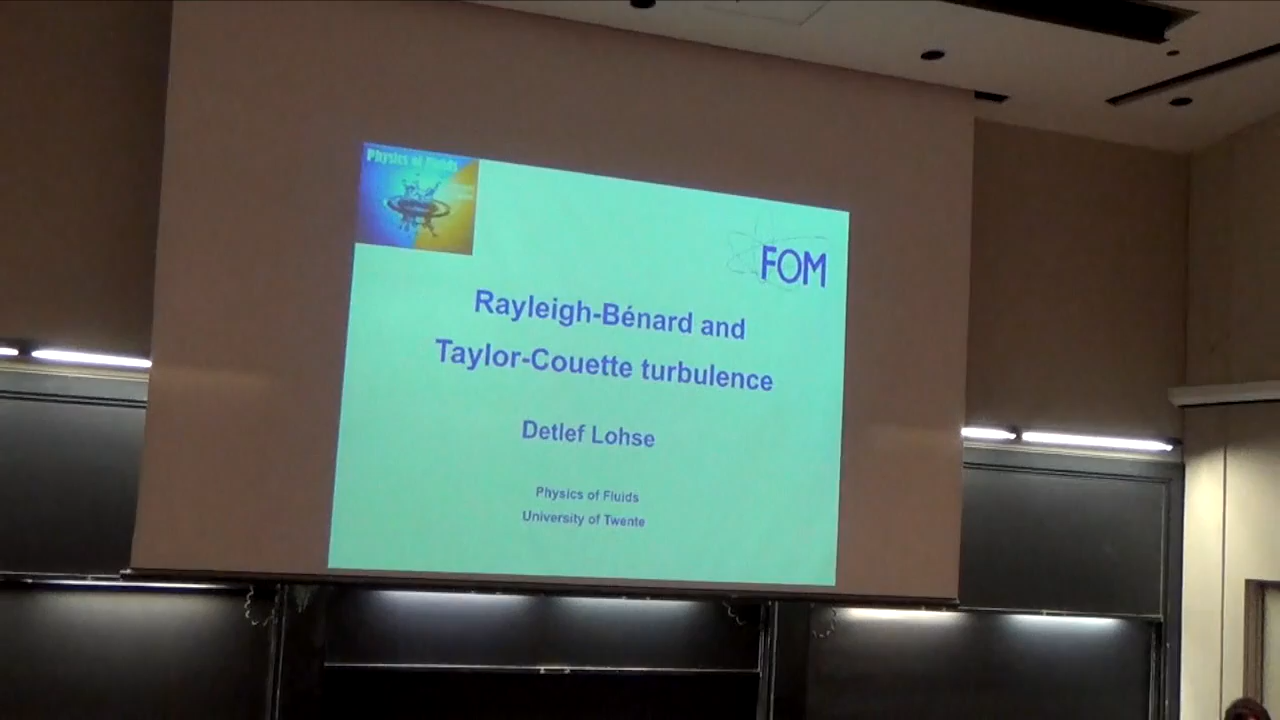 Physics of Fluids
FOM
Rayleigh-Bénard and
Taylor-Couette turbulence
Detlef Lohse
Physics of Fluids
University of Twente